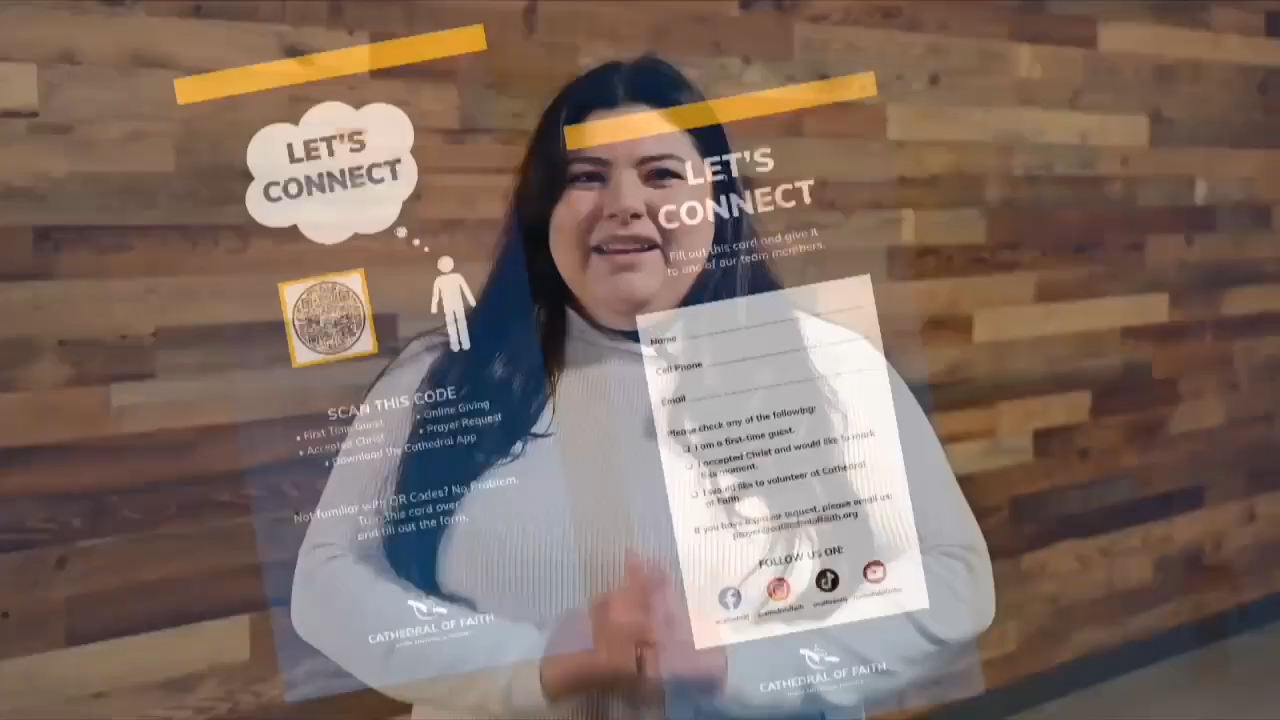 LET'S
CONNECT
SCAN THIS CODE
• First Time Guest
• Online Giving
• Accepted Christ
• Prayer Request
• Download the Cathedral App
Not familiar with QR Codes? No Problem.
Turn this card over
and fill out the form.
CATHEDRAL OF FAITH
LET'S
CONNECT
Fill out this card and give it
to one of our team members.
Name
Cell Phone
Email
Please check any of the following:
I am a first-time guest.
I accepted Christ and would like to mark
this moment.
I would like to volunteer at Cathedral
of Faith
If you have a prayer request, please email us:
FOLLOW US ON:
CATHEDRAL OF FAITH